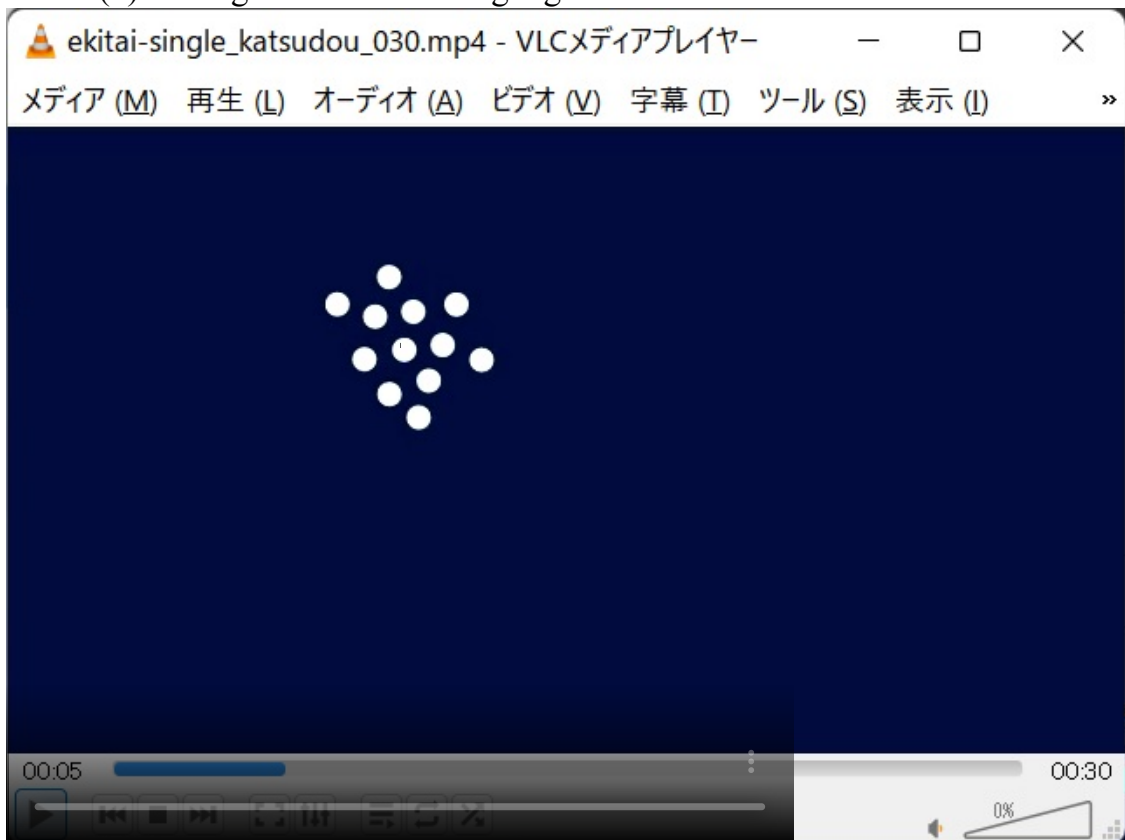 ekitai-single_katsudou_030.mp4 - VLCメディアプレイヤー
メディア (M) 再生 (L) オーディオ (A) ビデオ (V) 字幕 (T) ツール (S) 表示 (I) »
00:05 00:30
0%